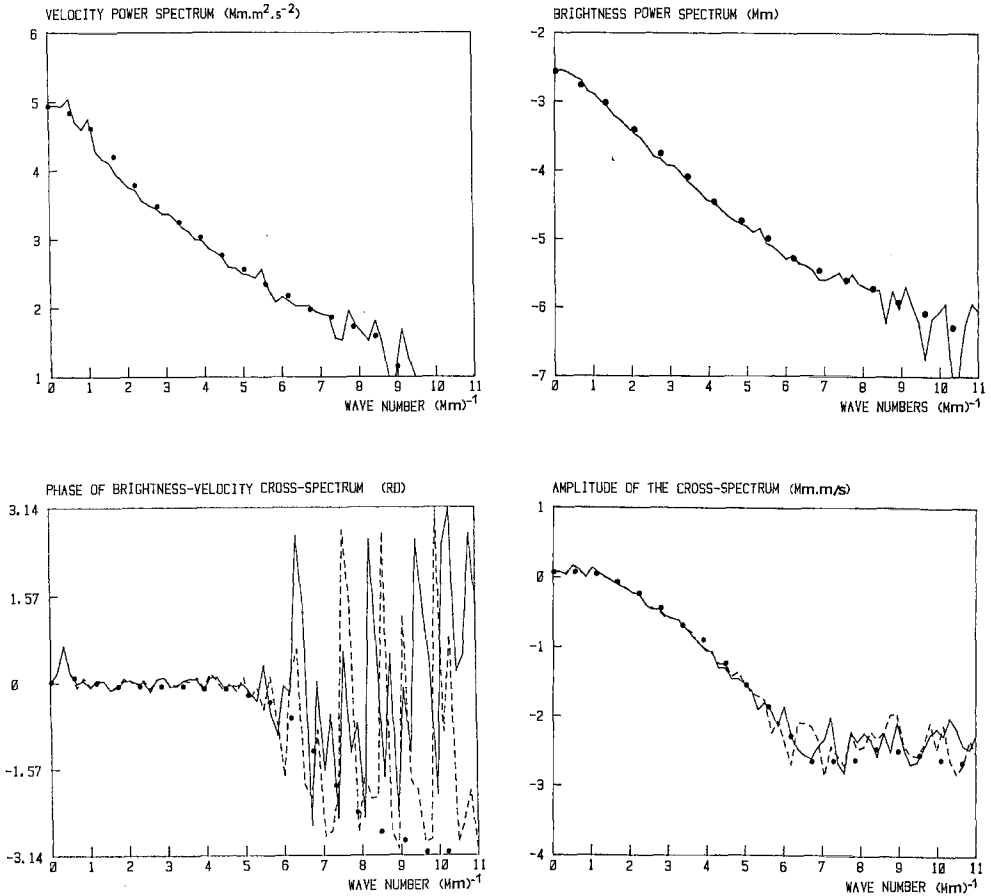 VELOCITY POWER SPECTRUM (Mm.m².s⁻²)
6
5
4
3
2
1
0 1 2 3 4 5 6 7 8 9 10 11
WAVE NUMBER (Mm)⁻¹
BRIGHTNESS POWER SPECTRUM (Mm)
-2
-3
-4
-5
-6
-7
0 1 2 3 4 5 6 7 8 9 10 11
WAVE NUMBERS (Mm)⁻¹
PHASE OF BRIGHTNESS-VELOCITY CROSS-SPECTRUM (RD)
3.14
1.57
0
-1.57
-3.14
0 1 2 3 4 5 6 7 8 9 10 11
WAVE NUMBER (Mm)⁻¹
AMPLITUDE OF THE CROSS-SPECTRUM (Mm.m/s)
1
0
-1
-2
-3
-4
0 1 2 3 4 5 6 7 8 9 10 11
WAVE NUMBER (Mm)⁻¹